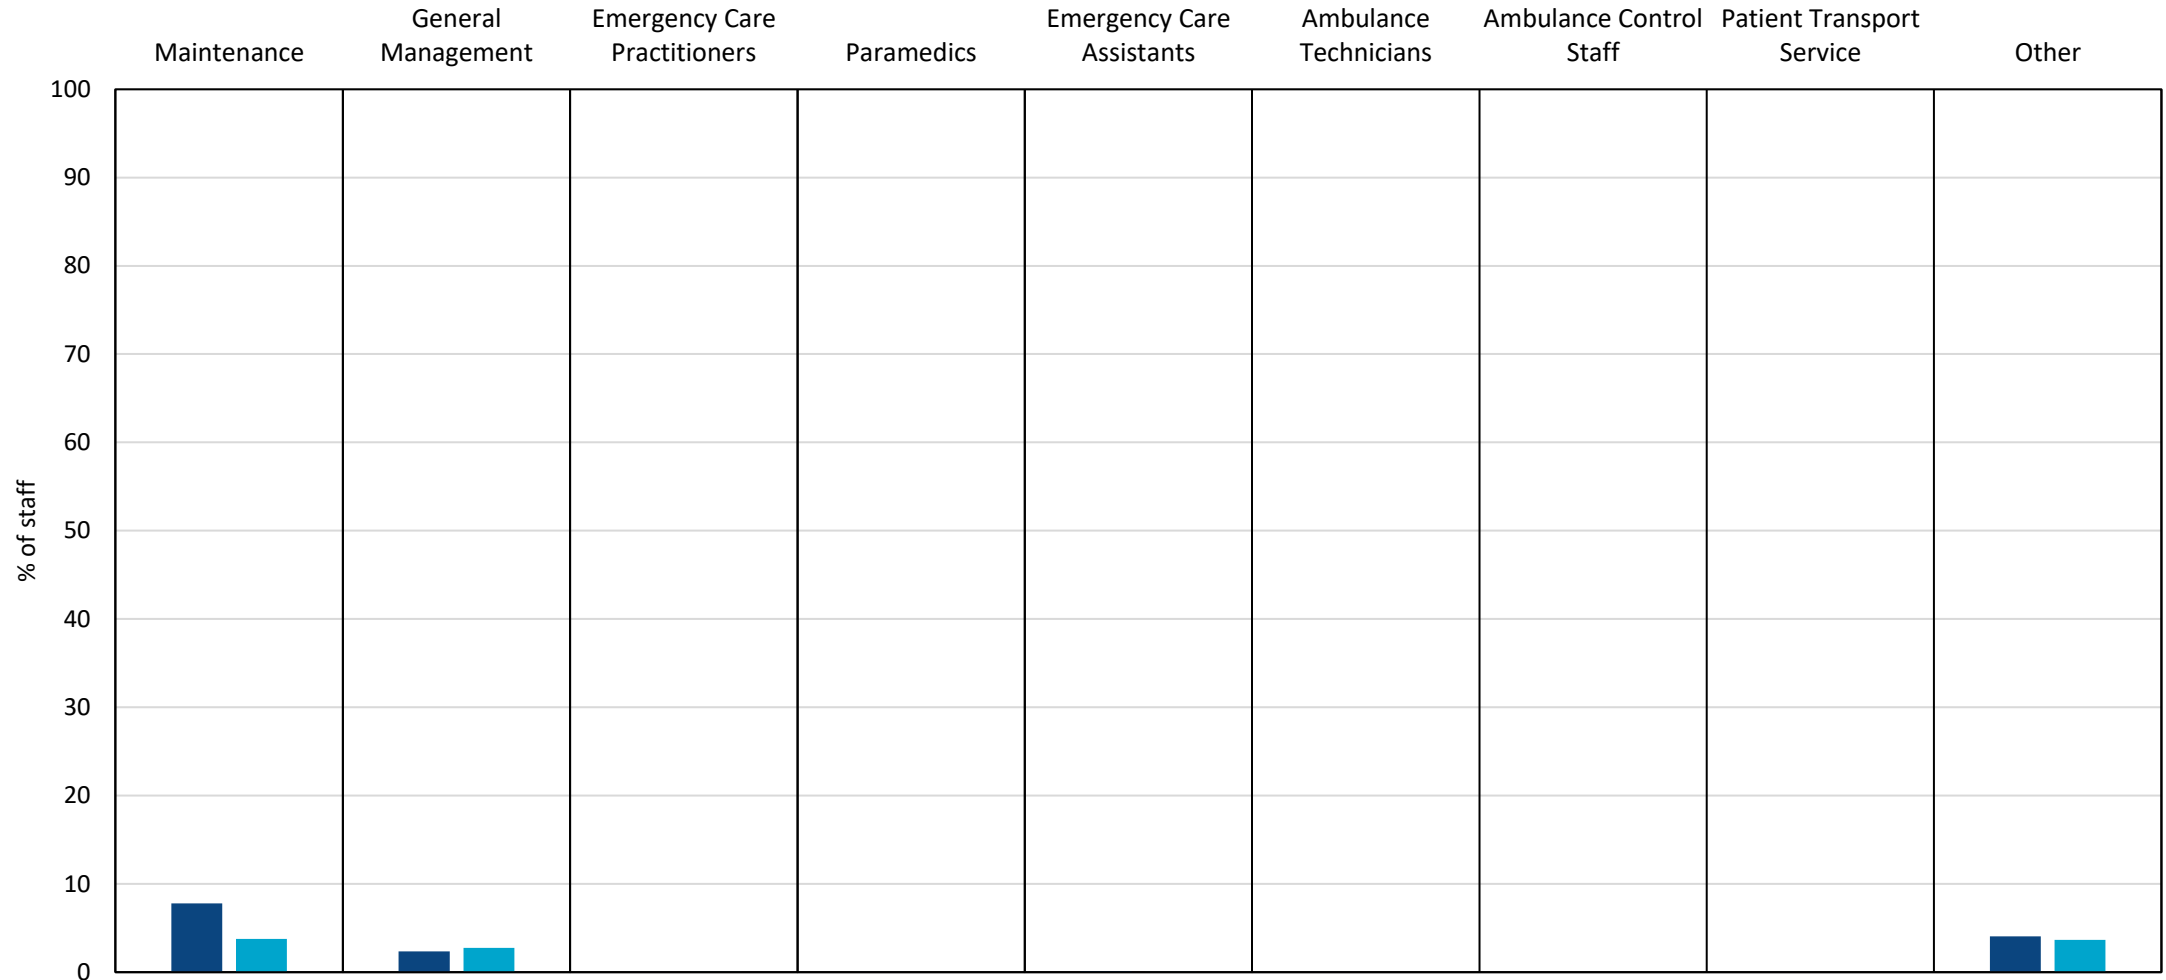 Maintenance
General
Management
Emergency Care
Practitioners
Paramedics
Emergency Care
Assistants
Ambulance
Technicians
Ambulance Control
Staff
Patient Transport
Service
Other
% of staff
100
90
80
70
60
50
40
30
20
10
0